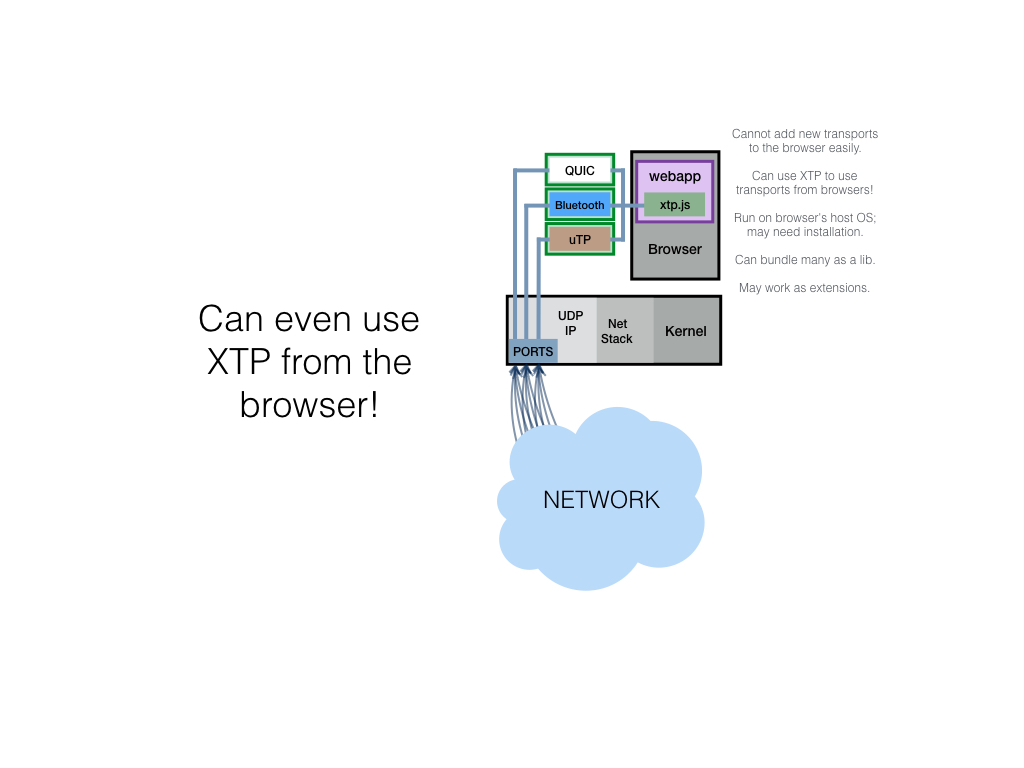 Can even use
XTP from the
browser!
QUIC
Bluetooth
uTP
webapp
xtp.js
Browser
UDP
IP
Net
Stack
Kernel
PORTS
NETWORK
Cannot add new transports
to the browser easily.
Can use XTP to use
transports from browsers!
Run on browser's host OS;
may need installation.
Can bundle many as a lib.
May work as extensions.